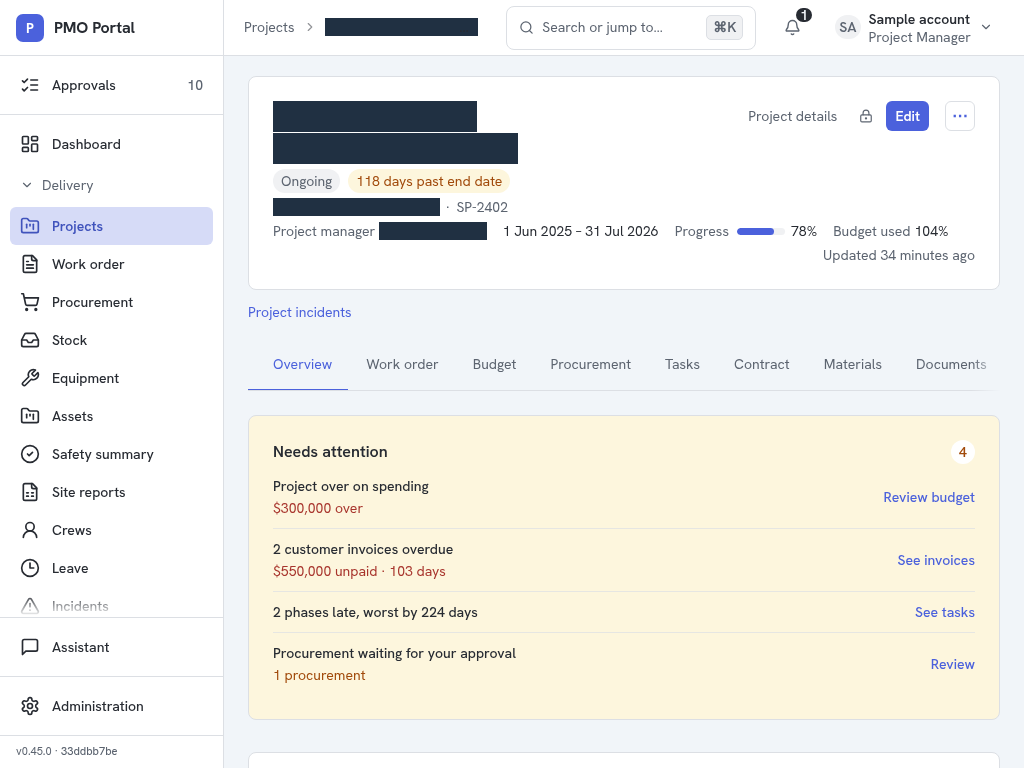 P PMO Portal
Approvals 10
Dashboard
Delivery
Projects
Work order
Procurement
Stock
Equipment
Assets
Safety summary
Site reports
Crews
Leave
Incidents
Assistant
Administration
v0.45.0 · 33ddbb7be
Projects
Search or jump to... ⌘K
1
SA
Sample account
Project Manager
Project details
Edit
Ongoing
118 days past end date
· SP-2402
Project manager
1 Jun 2025 – 31 Jul 2026
Progress 78%
Budget used 104%
Updated 34 minutes ago
Project incidents
Overview Work order Budget Procurement Tasks Contract Materials Documents
Needs attention 4
Project over on spending
$300,000 over
Review budget
2 customer invoices overdue
$550,000 unpaid · 103 days
See invoices
2 phases late, worst by 224 days
See tasks
Procurement waiting for your approval
1 procurement
Review